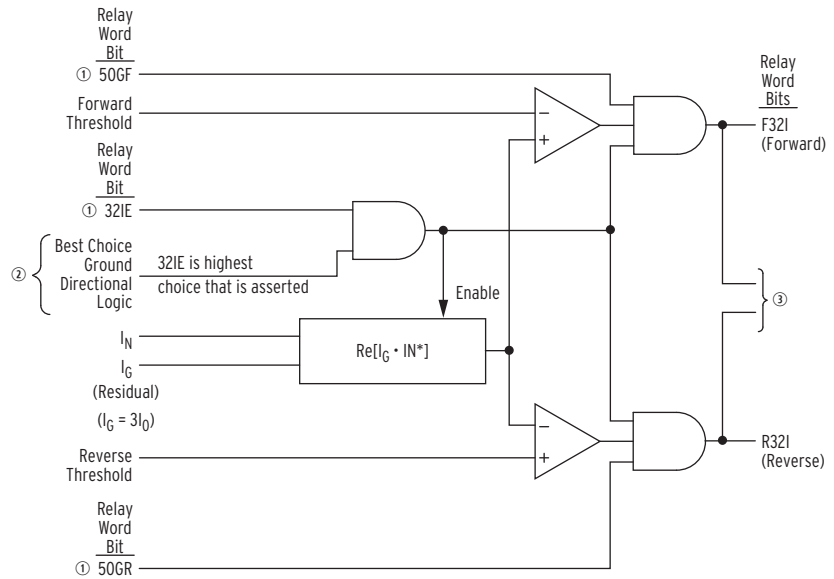 Relay
Word
Bit
① 50GF
Forward
Threshold
Relay
Word
Bit
① 32IE
② Best Choice
Ground
Directional
Logic
32IE is highest
choice that is asserted
Enable
I_N
I_G
(Residual)
(I_G = 3I_0)
Re[I_G • IN*]
Reverse
Threshold
Relay
Word
Bit
① 50GR
−
+
−
+
Relay
Word
Bits
F32I
(Forward)
③
R32I
(Reverse)